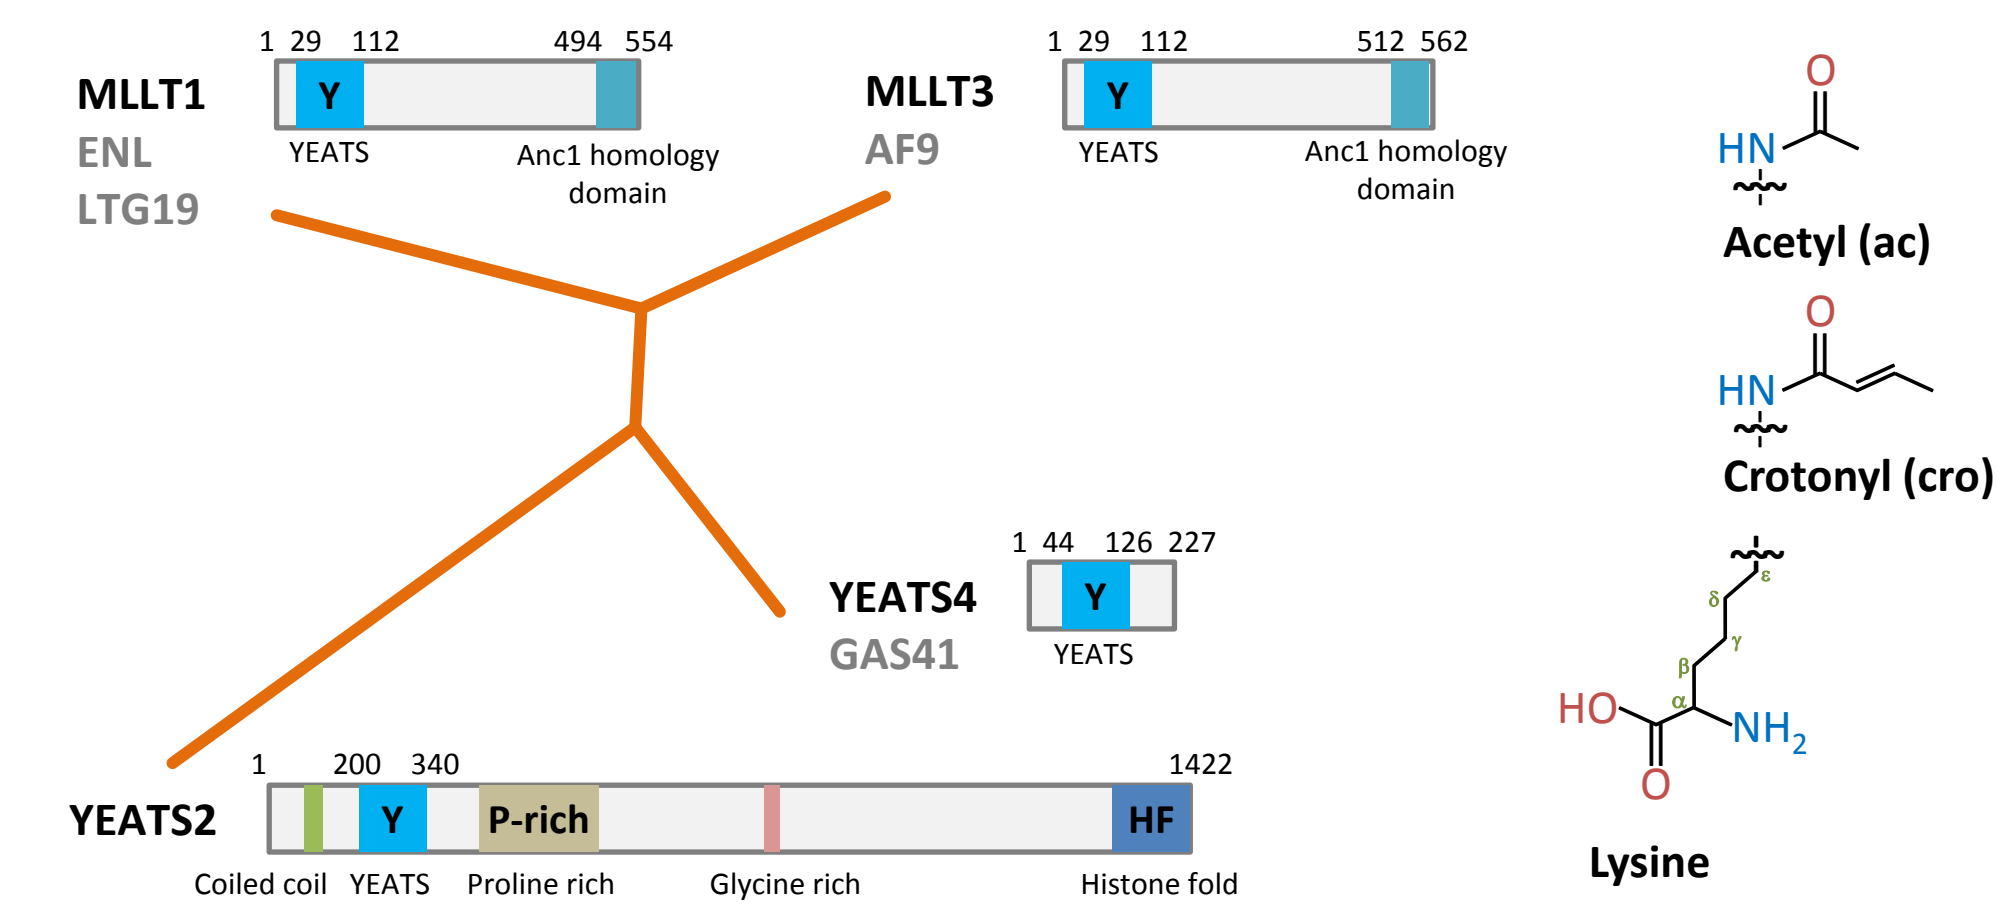 1 29 112 494 554
MLLT1
ENL
LTG19
Y
YEATS
Anc1 homology
domain
1 29 112 512 562
MLLT3
AF9
Y
YEATS
Anc1 homology
domain
O
HN
Acetyl (ac)
O
HN
Crotonyl (cro)
1 44 126 227
YEATS4
GAS41
Y
YEATS
ε
δ
γ
β
α
HO
NH2
O
Lysine
1 200 340 1422
YEATS2
Y P-rich HF
Coiled coil YEATS Proline rich Glycine rich Histone fold